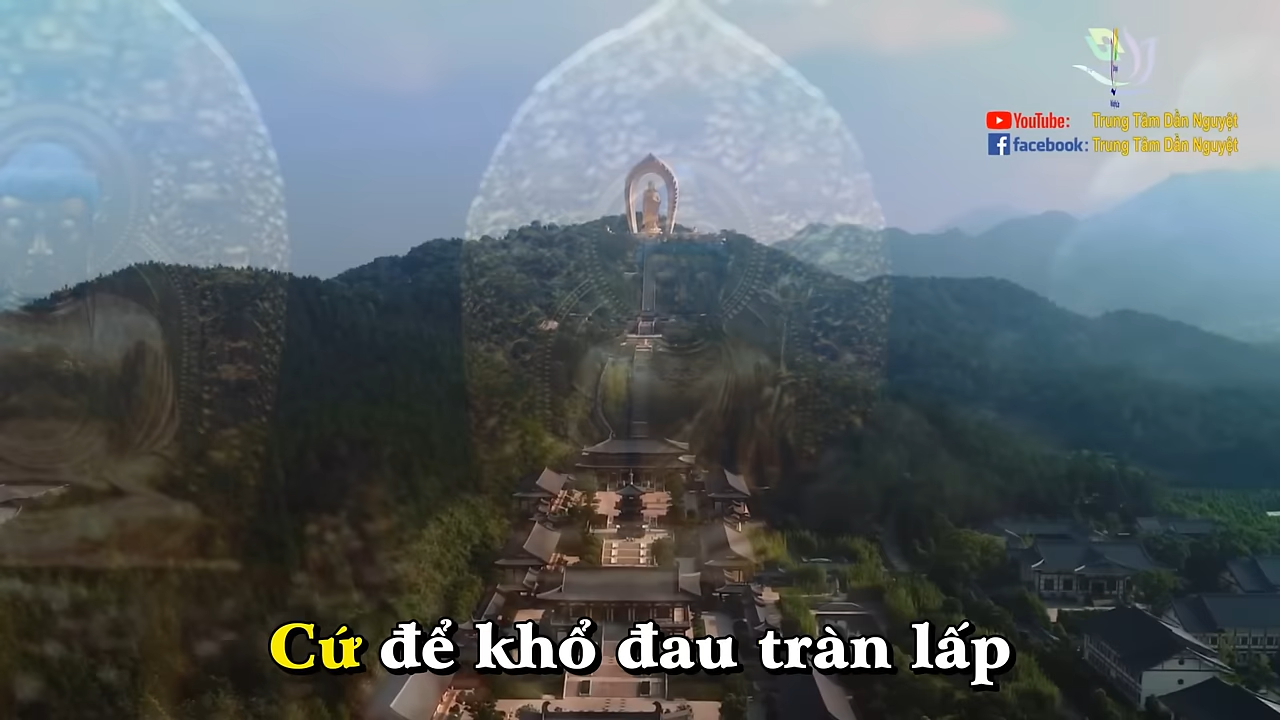 YouTube: Trung Tâm Dần Nguyệt
facebook: Trung Tâm Dần Nguyệt
Cứ để khổ đau tràn lấp